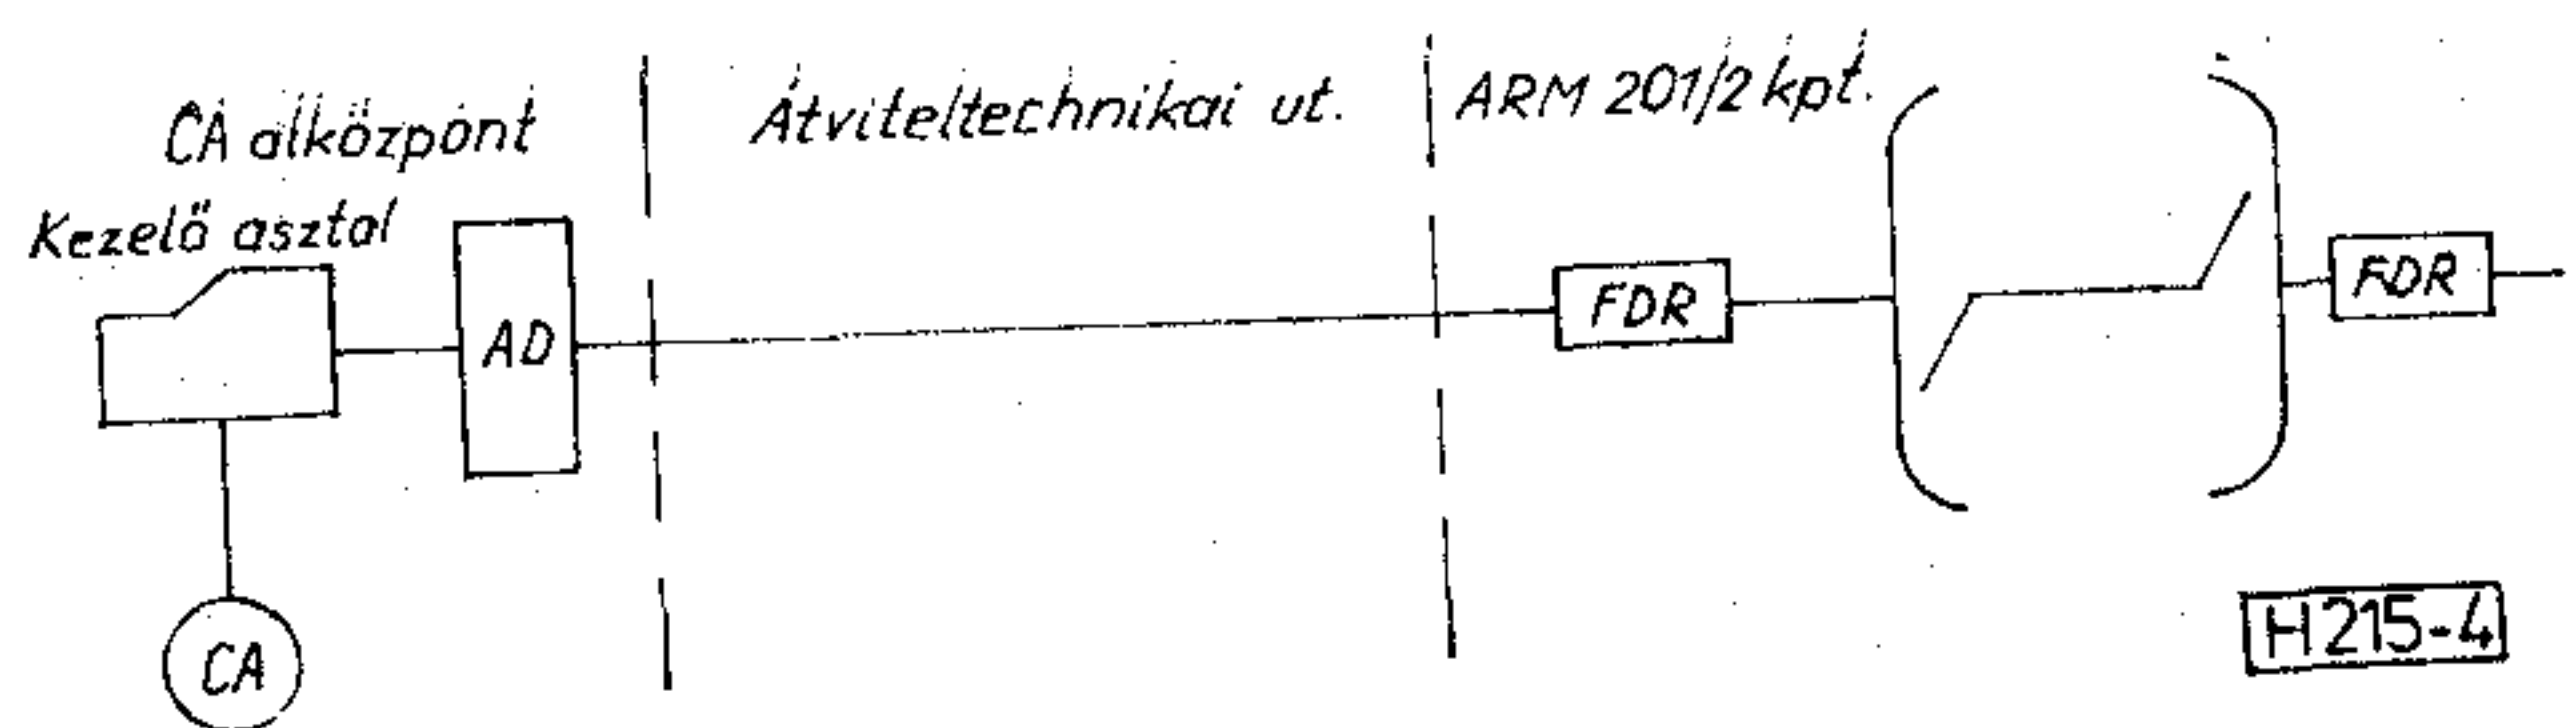 CA alközpont
Átviteltechnikai ut.
ARM 201/2 kpt.
Kezelő asztal
AD
FDR
FDR
CA
H215-4